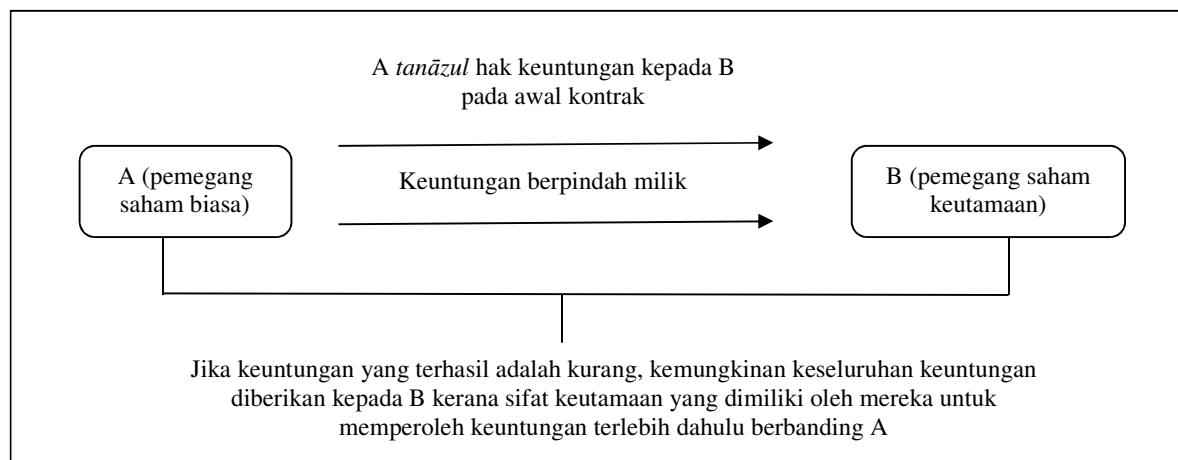 A tanāzul hak keuntungan kepada B
pada awal kontrak
A (pemegang
saham biasa)
Keuntungan berpindah milik
B (pemegang saham
keutamaan)
Jika keuntungan yang terhasil adalah kurang, kemungkinan keseluruhan keuntungan
diberikan kepada B kerana sifat keutamaan yang dimiliki oleh mereka untuk
memperoleh keuntungan terlebih dahulu berbanding A